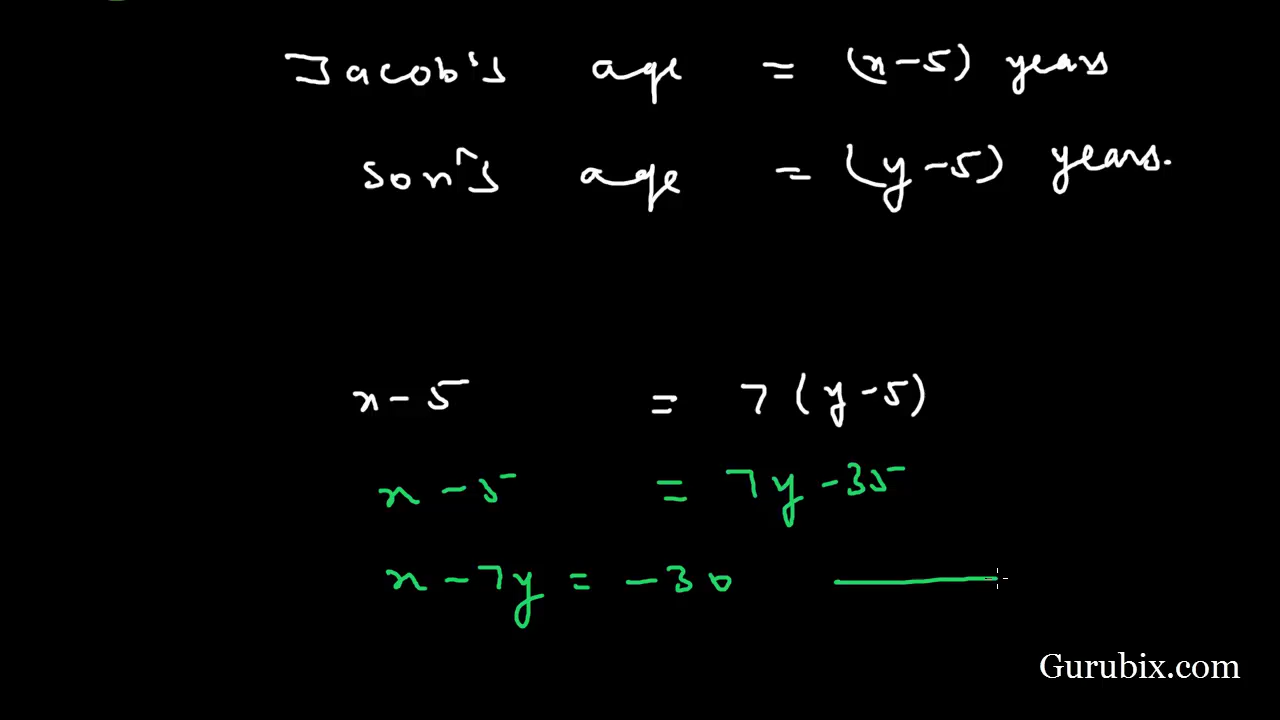 Jacob's age = (x-5) years
son's age = (y-5) years.
x-5 = 7(y-5)
x-5 = 7y-35
x-7y = -30
Gurubix.com